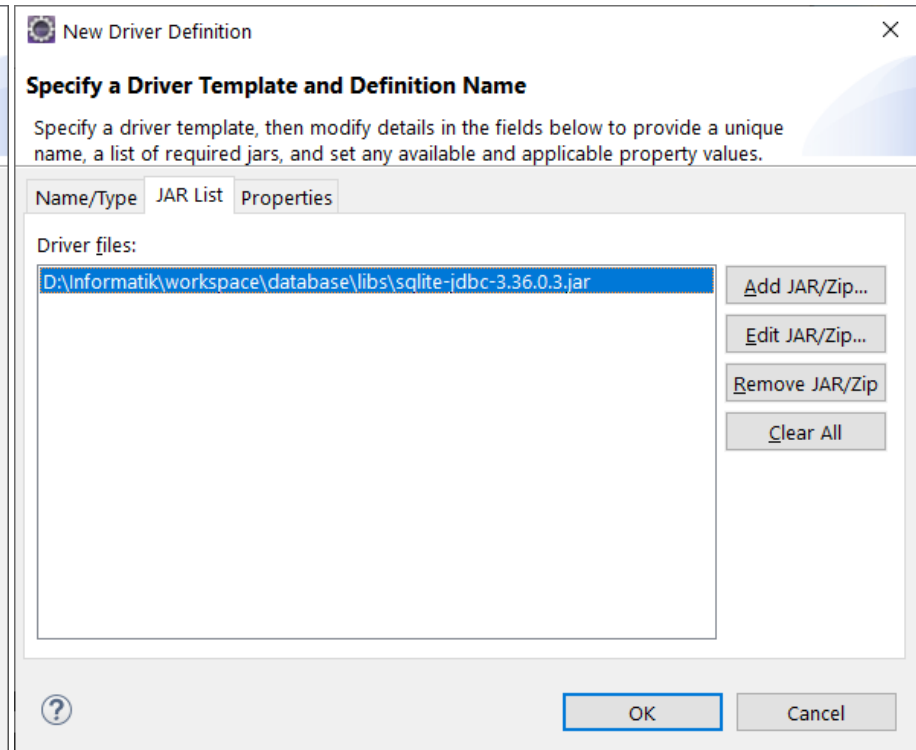 New Driver Definition
Specify a Driver Template and Definition Name
Specify a driver template, then modify details in the fields below to provide a unique
name, a list of required jars, and set any available and applicable property values.
Name/Type JAR List Properties
Driver files:
D:\Informatik\workspace\database\libs\sqlite-jdbc-3.36.0.3.jar
Add JAR/Zip...
Edit JAR/Zip...
Remove JAR/Zip
Clear All
?
OK Cancel